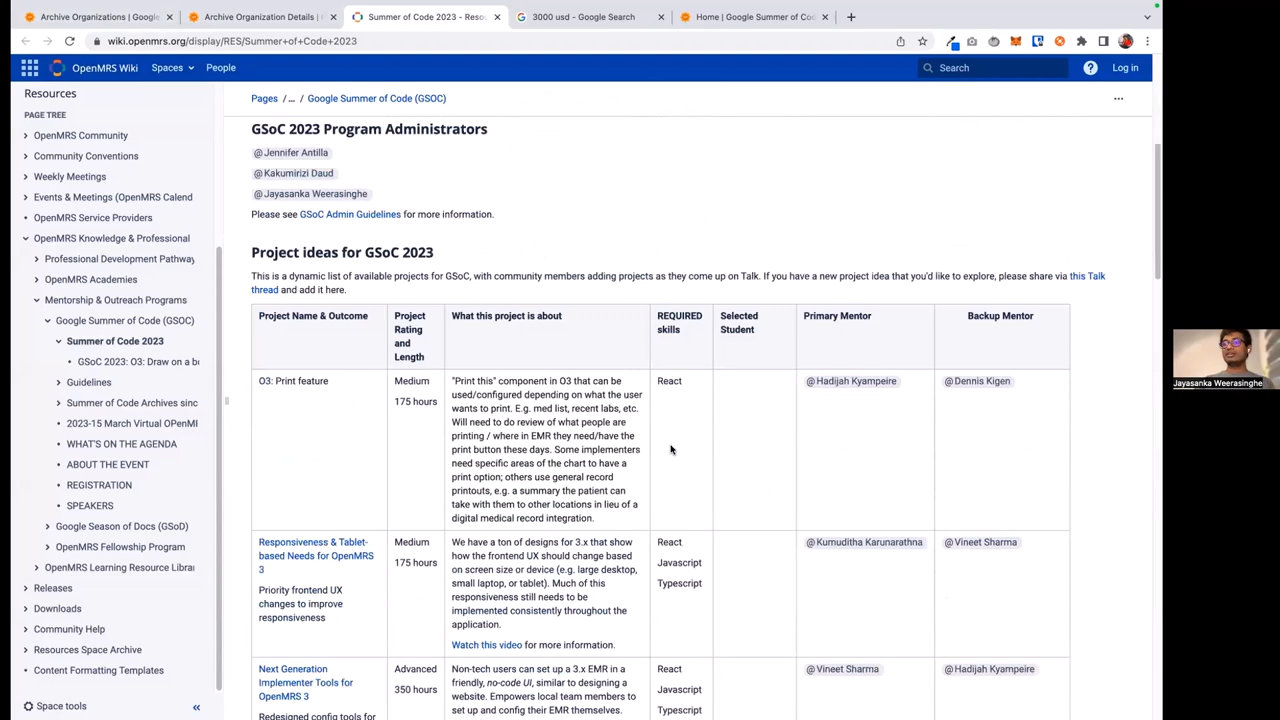 Archive Organizations | Google
Archive Organization Details |
Summer of Code 2023 - Reso
3000 usd - Google Search
Home | Google Summer of Cod
wiki.openmrs.org/display/RES/Summer+of+Code+2023
OpenMRS Wiki
Spaces
People
Search
Log in
Resources
PAGE TREE
OpenMRS Community
Community Conventions
Weekly Meetings
Events & Meetings (OpenMRS Calend
OpenMRS Service Providers
OpenMRS Knowledge & Professional
Professional Development Pathway
OpenMRS Academies
Mentorship & Outreach Programs
Google Summer of Code (GSOC)
Summer of Code 2023
GSoC 2023: O3: Draw on a bo
Guidelines
Summer of Code Archives sinc
2023-15 March Virtual OPenMI
WHAT'S ON THE AGENDA
ABOUT THE EVENT
REGISTRATION
SPEAKERS
Google Season of Docs (GSoD)
OpenMRS Fellowship Program
OpenMRS Learning Resource Librar
Releases
Downloads
Community Help
Resources Space Archive
Content Formatting Templates
Space tools
Pages / ... / Google Summer of Code (GSOC)
GSoC 2023 Program Administrators
@Jennifer Antilla
@Kakumirizi Daud
@Jayasanka Weerasinghe
Please see GSoC Admin Guidelines for more information.
Project ideas for GSoC 2023
This is a dynamic list of available projects for GSoC, with community members adding projects as they come up on Talk. If you have a new project idea that you'd like to explore, please share via this Talk
thread and add it here.
Project Name & Outcome
Project
Rating
and
Length
What this project is about
REQUIRED
skills
Selected
Student
Primary Mentor
Backup Mentor
O3: Print feature
Medium
175 hours
"Print this" component in O3 that can be
used/configured depending on what the user
wants to print. E.g. med list, recent labs, etc.
Will need to do review of what people are
printing / where in EMR they need/have the
print button these days. Some implementers
need specific areas of the chart to have a
print option; others use general record
printouts, e.g. a summary the patient can
take with them to other locations in lieu of a
digital medical record integration.
React
@Hadijah Kyampeire
@Dennis Kigen
Responsiveness & Tablet-
based Needs for OpenMRS
3
Priority frontend UX
changes to improve
responsiveness
Medium
175 hours
We have a ton of designs for 3.x that show
how the frontend UX should change based
on screen size or device (e.g. large desktop,
small laptop, or tablet). Much of this
responsiveness still needs to be
implemented consistently throughout the
application.
Watch this video for more information.
React
Javascript
Typescript
@Kumuditha Karunarathna
@Vineet Sharma
Next Generation
Implementer Tools for
OpenMRS 3
Redesigned config tools for
Advanced
350 hours
Non-tech users can set up a 3.x EMR in a
friendly, no-code UI, similar to designing a
website. Empowers local team members to
set up and config their EMR themselves.
React
Javascript
Typescript
@Vineet Sharma
@Hadijah Kyampeire
Jayasanka Weerasinghe